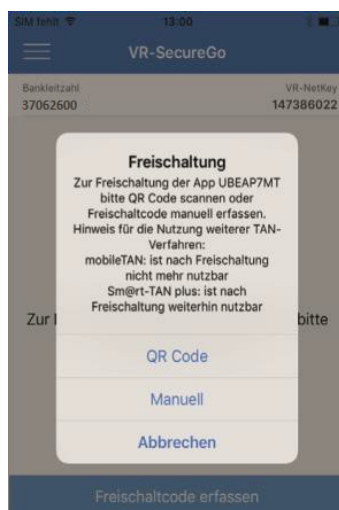 SIM fehlt 13:00
VR-SecureGo
Bankleitzahl VR-NetKey
37062600 147386022
Freischaltung
Zur Freischaltung der App UBEAP7MT
bitte QR Code scannen oder
Freischaltcode manuell erfassen.
Hinweis für die Nutzung weiterer TAN-
Verfahren:
mobileTAN: ist nach Freischaltung
nicht mehr nutzbar
Sm@rt-TAN plus: ist nach
Freischaltung weiterhin nutzbar
Zur bitte
QR Code
Manuell
Abbrechen
Freischaltcode erfassen